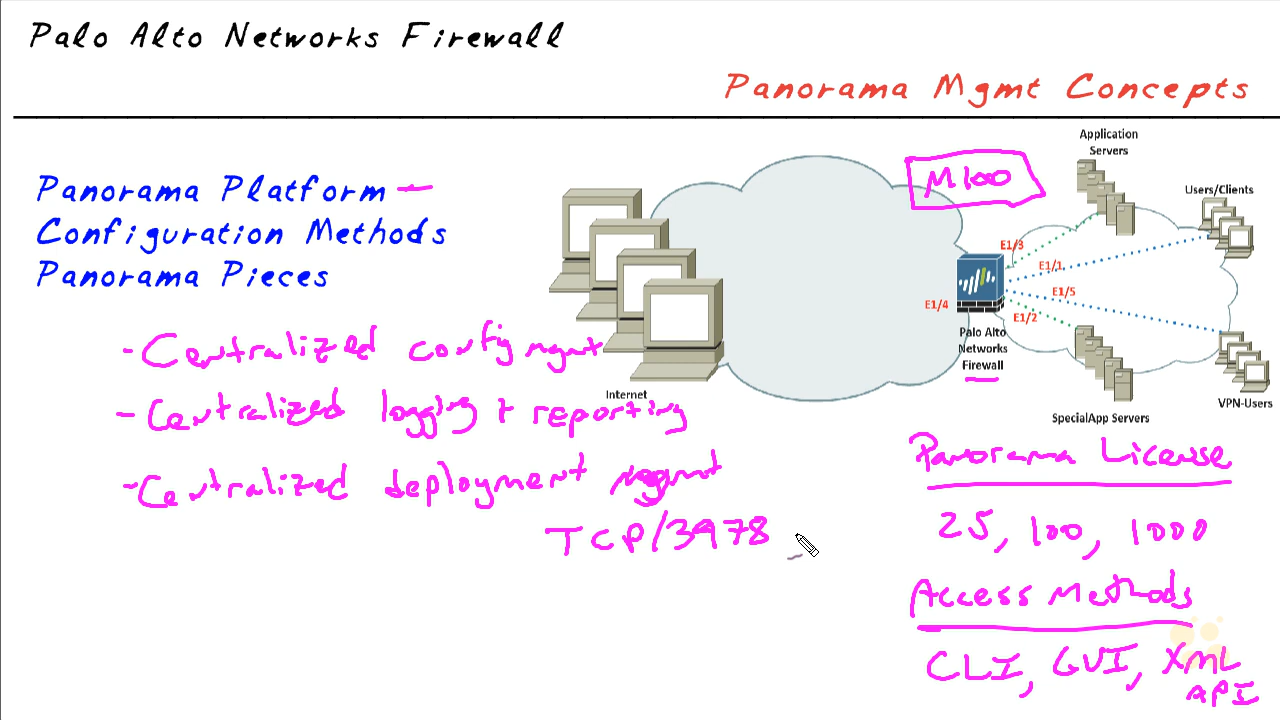 Palo Alto Networks Firewall
Panorama Mgmt Concepts
Panorama Platform –
Configuration Methods
Panorama Pieces
- Centralized config mgmt
- Centralized logging + reporting
- Centralized deployment mgmt
TCP/3978 -
M100
Application
Servers
Users/Clients
E1/3
E1/1
E1/5
E1/4
E1/2
Palo Alto
Networks
Firewall
Internet
SpecialApp Servers
VPN-Users
Panorama License
25, 100, 1000
Access Methods
CLI, GUI, XML
API